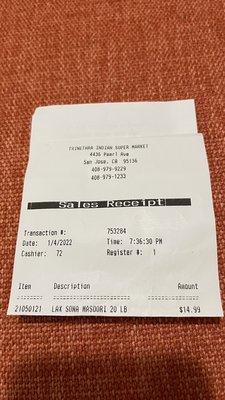 TRINETHRA INDIAN SUPER MARKET
4436 Pearl Ave
San Jose, CA 95136
408-979-9229
408-979-1233
Sales Receipt
Transaction #: 753284
Date: 1/4/2022 Time: 7:36:30 PM
Cashier: 72 Register #: 1
Item Description Amount
21050121 LAX SONA MASOORI 20 LB $14.99